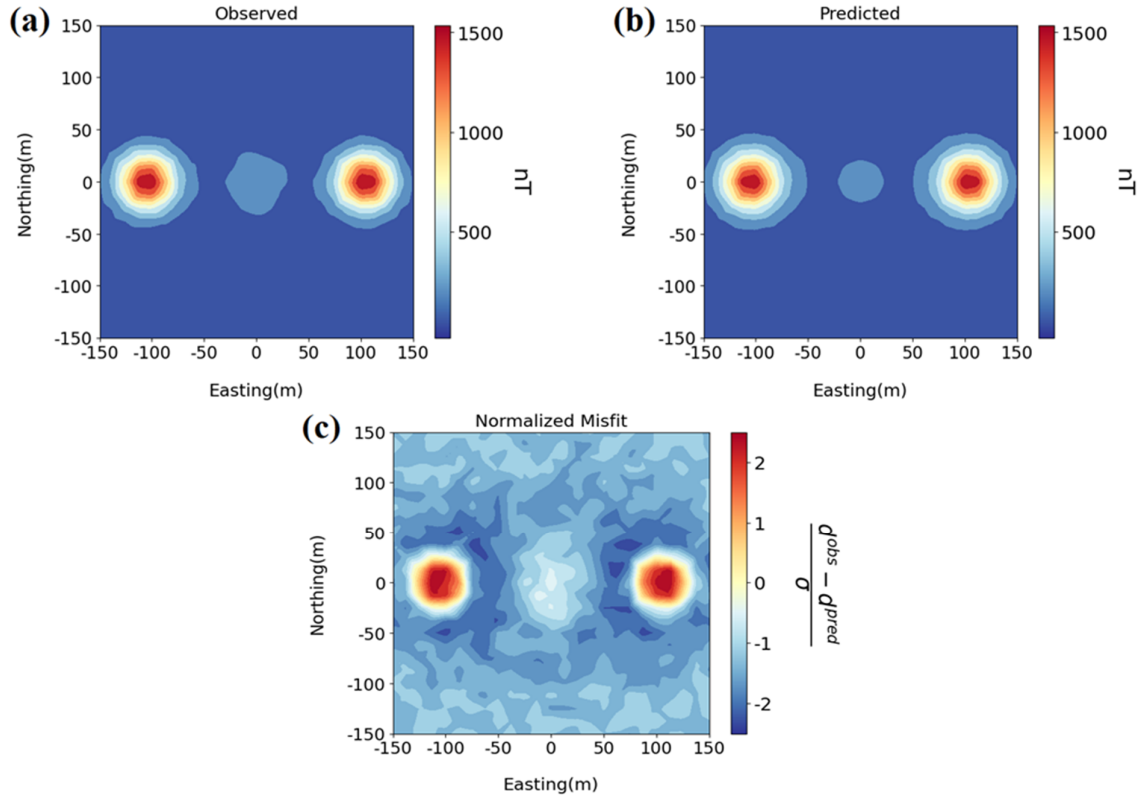 (a)
Observed
150
100
50
0
-50
-100
-150
-150 -100 -50 0 50 100 150
Northing(m)
Easting(m)
1500
1000
500
nT
(b)
Predicted
150
100
50
0
-50
-100
-150
-150 -100 -50 0 50 100 150
Northing(m)
Easting(m)
1500
1000
500
nT
(c)
Normalized Misfit
150
100
50
0
-50
-100
-150
-150 -100 -50 0 50 100 150
Northing(m)
Easting(m)
2
1
0
-1
-2
d^obs − d^pred
σ